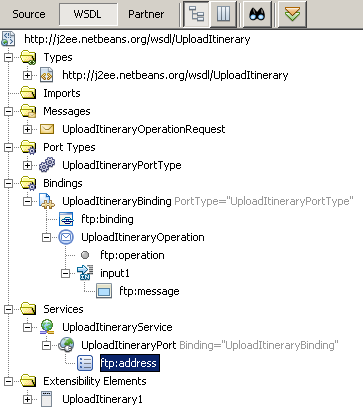 Source WSDL Partner
http://j2ee.netbeans.org/wsdl/UploadItinerary
Types
http://j2ee.netbeans.org/wsdl/UploadItinerary
Imports
Messages
UploadItineraryOperationRequest
Port Types
UploadItineraryPortType
Bindings
UploadItineraryBinding PortType="UploadItineraryPortType"
ftp:binding
UploadItineraryOperation
ftp:operation
input1
ftp:message
Services
UploadItineraryService
UploadItineraryPort Binding="UploadItineraryBinding"
ftp:address
Extensibility Elements
UploadItinerary1